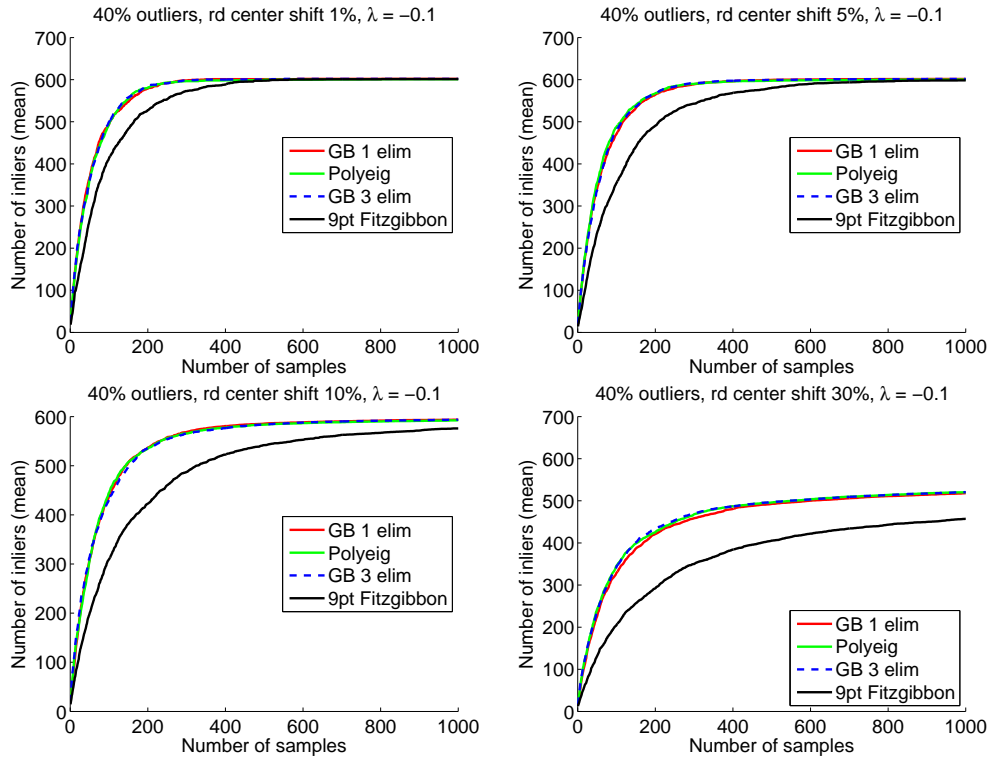 40% outliers, rd center shift 1%, λ = −0.1
700
600
500
400
300
200
100
0
Number of inliers (mean)
GB 1 elim
Polyeig
GB 3 elim
9pt Fitzgibbon
0 200 400 600 800 1000
Number of samples
40% outliers, rd center shift 5%, λ = −0.1
700
600
500
400
300
200
100
0
Number of inliers (mean)
GB 1 elim
Polyeig
GB 3 elim
9pt Fitzgibbon
0 200 400 600 800 1000
Number of samples
40% outliers, rd center shift 10%, λ = −0.1
600
500
400
300
200
100
0
Number of inliers (mean)
GB 1 elim
Polyeig
GB 3 elim
9pt Fitzgibbon
0 200 400 600 800 1000
Number of samples
40% outliers, rd center shift 30%, λ = −0.1
700
600
500
400
300
200
100
0
Number of inliers (mean)
GB 1 elim
Polyeig
GB 3 elim
9pt Fitzgibbon
0 200 400 600 800 1000
Number of samples